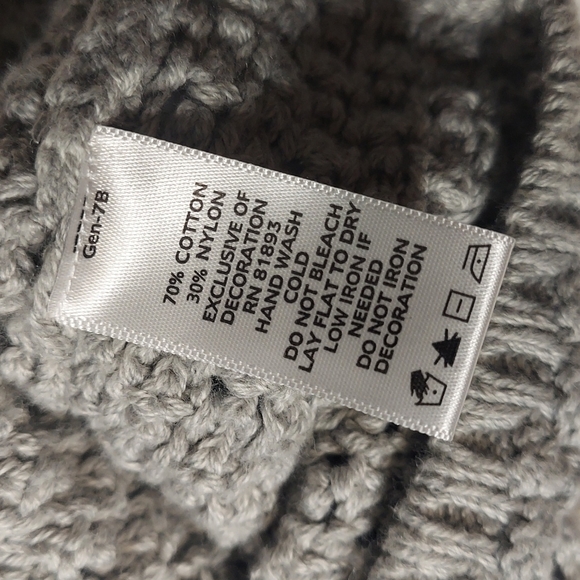 Gen-7B
70% COTTON
30% NYLON
EXCLUSIVE OF
DECORATION
RN 81893
HAND WASH
COLD
DO NOT BLEACH
LAY FLAT TO DRY
LOW IRON IF
NEEDED
DO NOT IRON
DECORATION